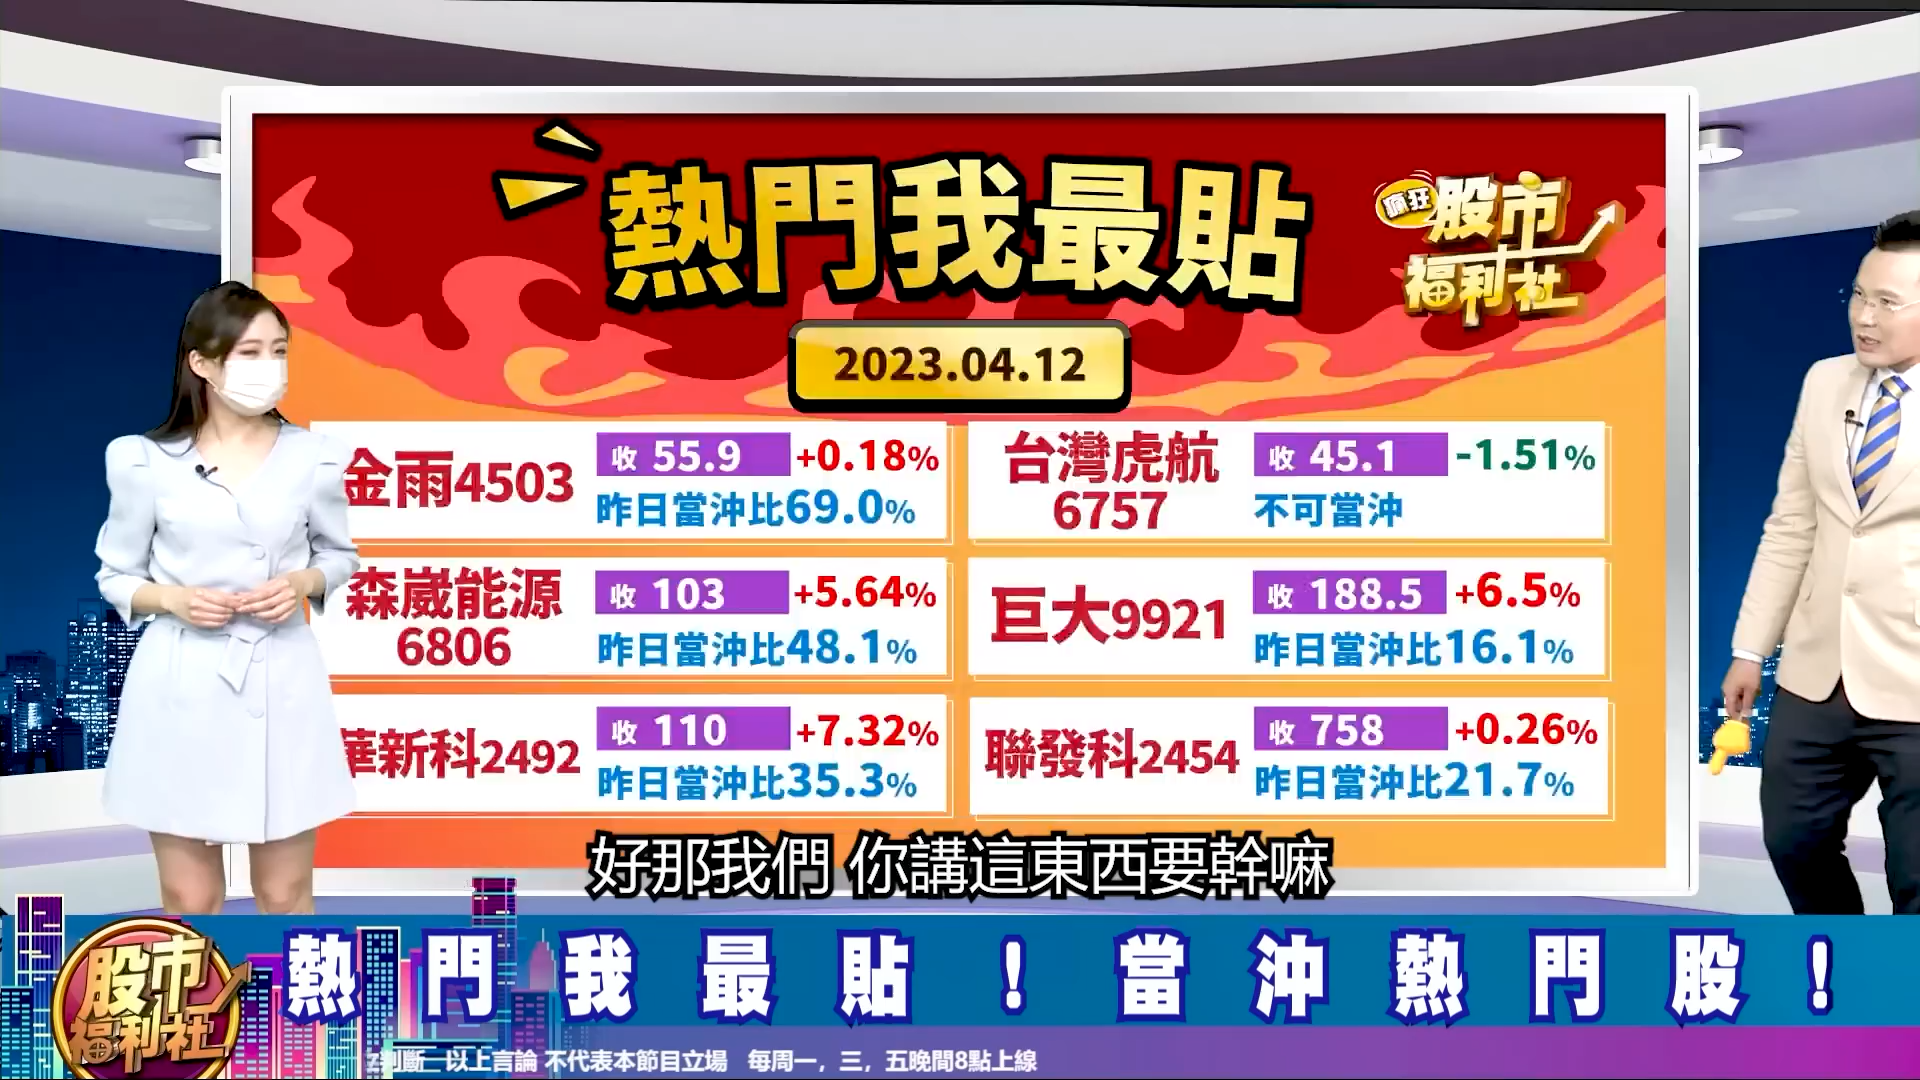 熱門我最貼
瘋狂
股市
福利社
2023.04.12
金雨4503
收 55.9 +0.18%
昨日當沖比69.0%
台灣虎航
6757
收 45.1 -1.51%
不可當沖
森崴能源
6806
收 103 +5.64%
昨日當沖比48.1%
巨大9921
收 188.5 +6.5%
昨日當沖比16.1%
華新科2492
收 110 +7.32%
昨日當沖比35.3%
聯發科2454
收 758 +0.26%
昨日當沖比21.7%
好那我們 你講這東西要幹嘛
熱門我最貼！當沖熱門股！
股市
福利社
判斷 以上言論 不代表本節目立場 每周一，三，五晚間8點上線